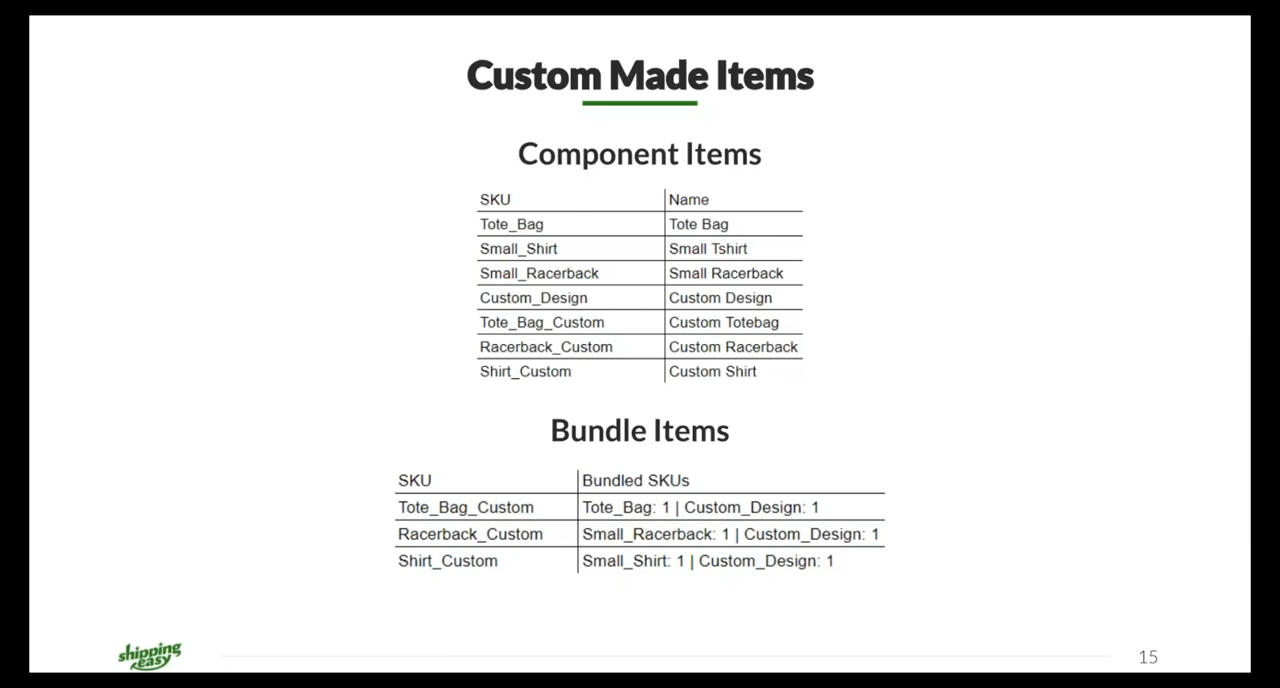 Custom Made Items
Component Items
SKU Name
Tote_Bag Tote Bag
Small_Shirt Small Tshirt
Small_Racerback Small Racerback
Custom_Design Custom Design
Tote_Bag_Custom Custom Totebag
Racerback_Custom Custom Racerback
Shirt_Custom Custom Shirt
Bundle Items
SKU Bundled SKUs
Tote_Bag_Custom Tote_Bag: 1 | Custom_Design: 1
Racerback_Custom Small_Racerback: 1 | Custom_Design: 1
Shirt_Custom Small_Shirt: 1 | Custom_Design: 1
shipping
easy
15